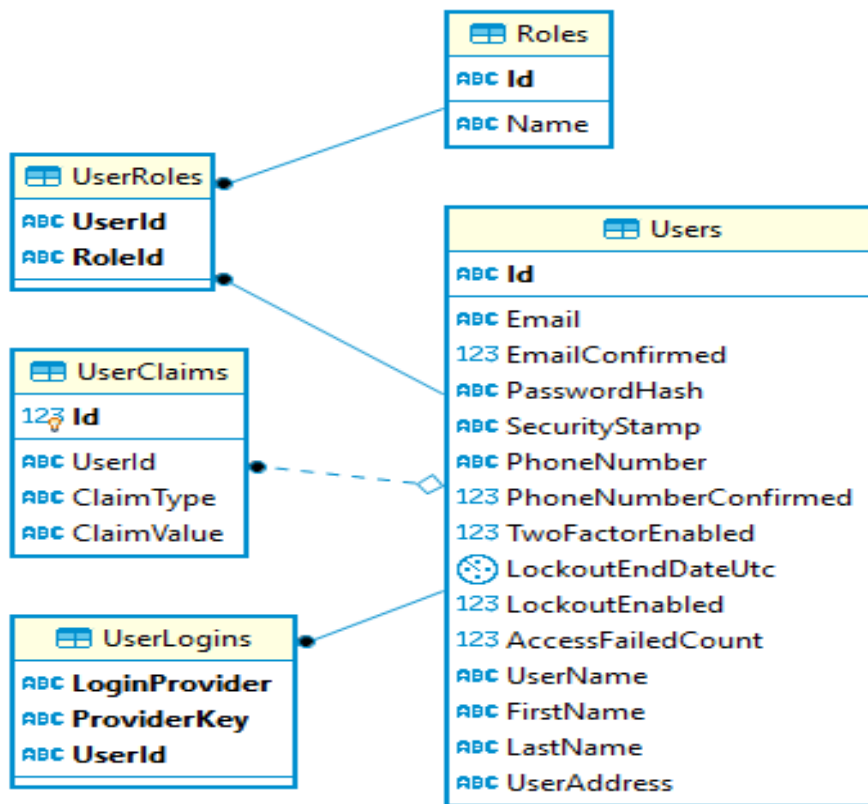 Roles
ABC Id
ABC Name
UserRoles
ABC UserId
ABC RoleId
Users
ABC Id
ABC Email
123 EmailConfirmed
ABC PasswordHash
ABC SecurityStamp
ABC PhoneNumber
123 PhoneNumberConfirmed
123 TwoFactorEnabled
LockoutEndDateUtc
123 LockoutEnabled
123 AccessFailedCount
ABC UserName
ABC FirstName
ABC LastName
ABC UserAddress
UserClaims
123 Id
ABC UserId
ABC ClaimType
ABC ClaimValue
UserLogins
ABC LoginProvider
ABC ProviderKey
ABC UserId